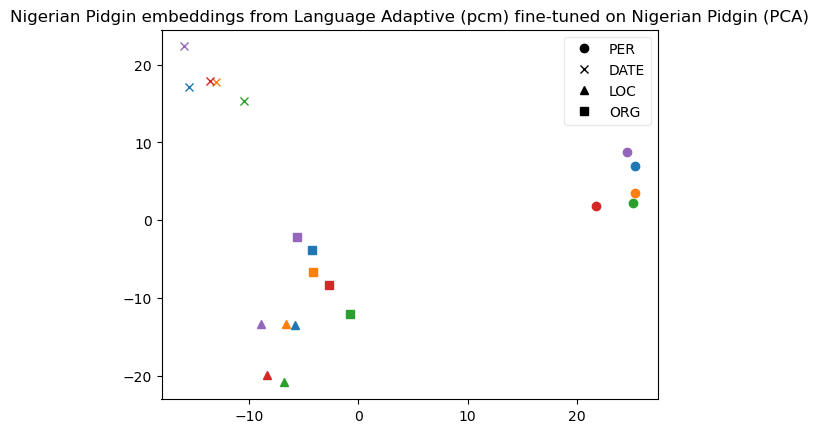 Nigerian Pidgin embeddings from Language Adaptive (pcm) fine-tuned on Nigerian Pidgin (PCA)
PER
DATE
LOC
ORG
20
10
0
−10
−20
−10
0
10
20